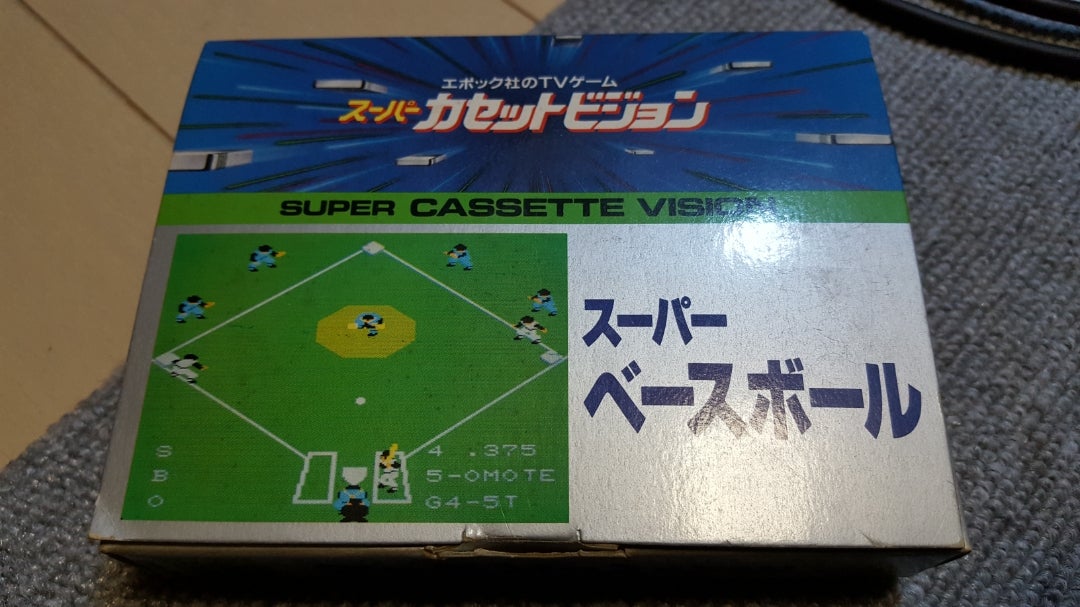 エポック社のTVゲーム
スーパー カセットビジョン
SUPER CASSETTE VISION
スーパー
ベースボール
S
B
O
4 .375
5-OMOTE
G4-5T